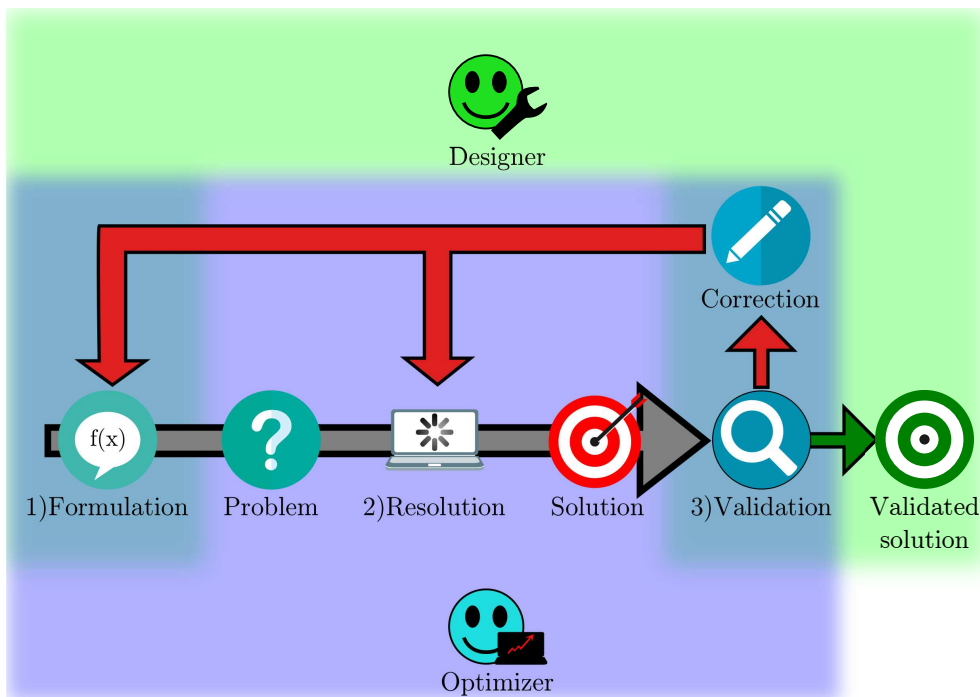 Designer
Correction
f(x)
1)Formulation
Problem
2)Resolution
Solution
3)Validation
Validated
solution
Optimizer